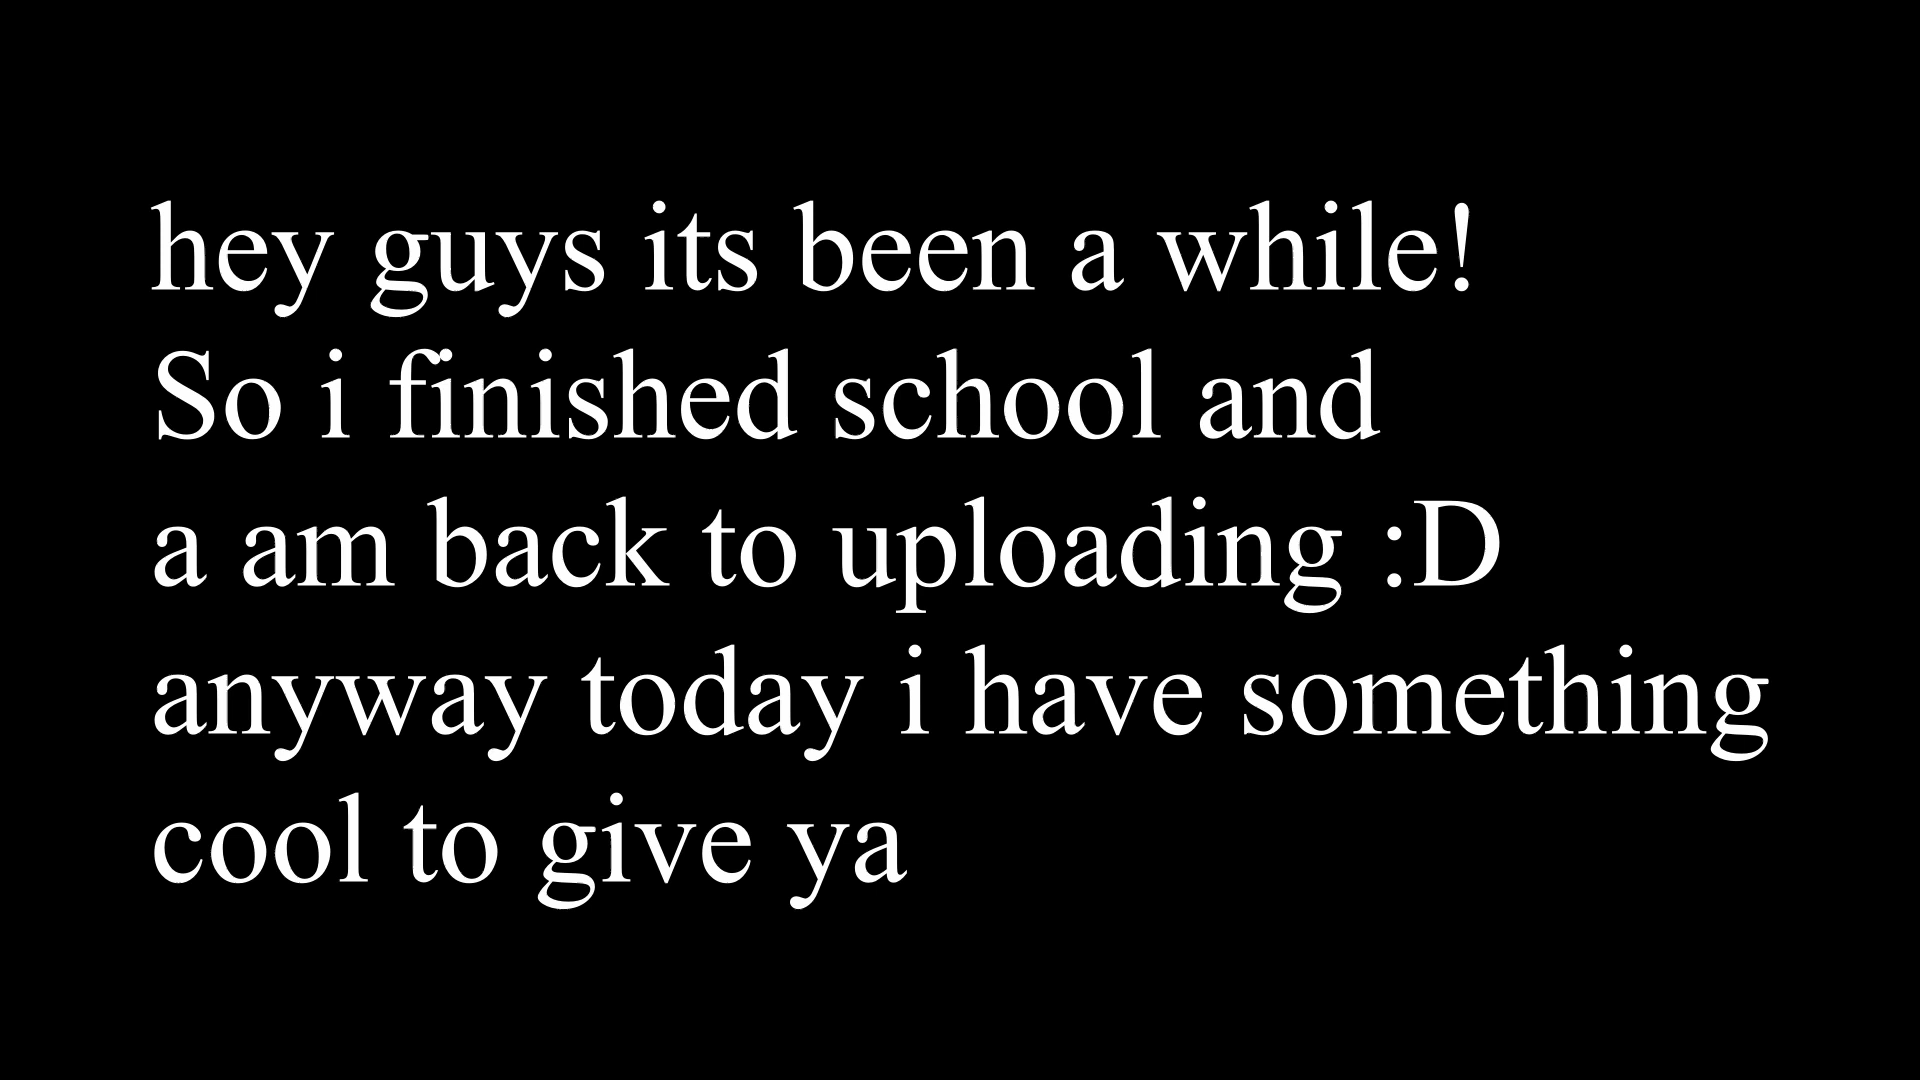 hey guys its been a while!
So i finished school and
a am back to uploading :D
anyway today i have something
cool to give ya